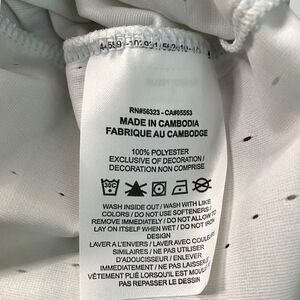 RN#56323 - CA#05553
MADE IN CAMBODIA
FABRIQUE AU CAMBODGE
100% POLYESTER
EXCLUSIVE OF DECORATION /
DECORATION NON COMPRISE
30C
WASH INSIDE OUT / WASH WITH LIKE
COLORS / DO NOT USE SOFTENERS /
REMOVE IMMEDIATELY / DO NOT ALLOW TO
LAY ON ITSELF WHEN WET / DO NOT IRON
DESIGN
LAVER A L'ENVERS / LAVER AVEC COULEURS
SIMILAIRES / NE PAS UTILISER
D'ADOUCISSEUR / ENLEVER
IMMEDIATEMENT / NE PAS LAISSER
VÊTEMENT PLIÉ LORSQU'IL EST MOUILLÉ
PAS REPASSER LE DESSIN